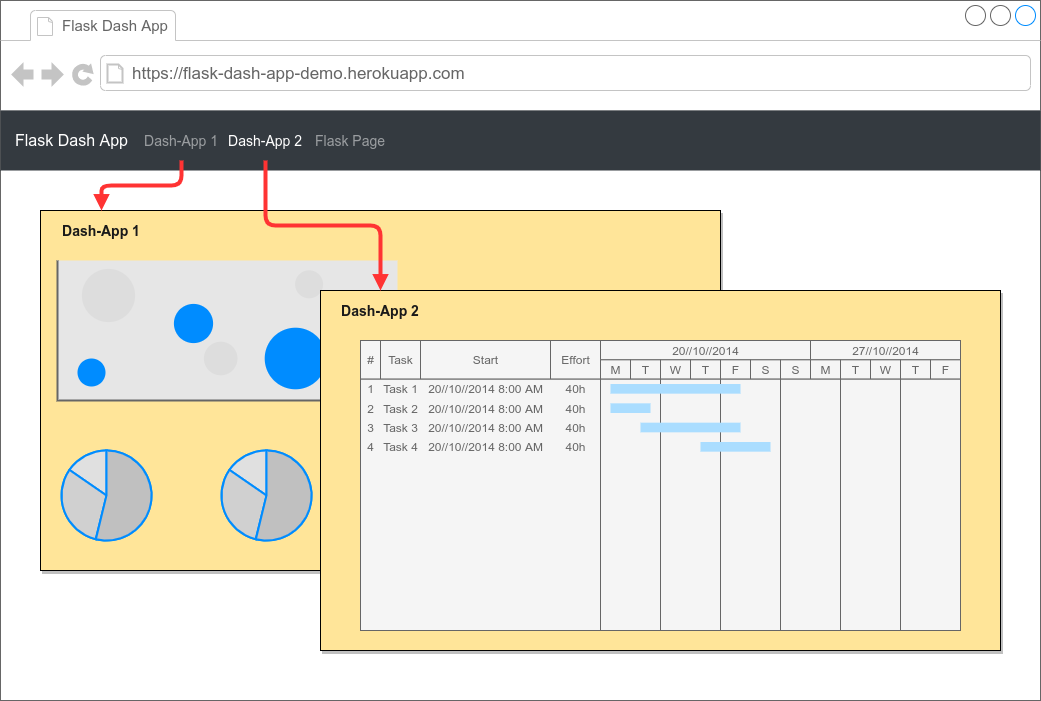 Flask Dash App
https://flask-dash-app-demo.herokuapp.com
Flask Dash App Dash-App 1 Dash-App 2 Flask Page
Dash-App 1
Dash-App 2
# Task Start Effort 20//10//2014 27//10//2014
M T W T F S S M T W T F
1 Task 1 20//10//2014 8:00 AM 40h
2 Task 2 20//10//2014 8:00 AM 40h
3 Task 3 20//10//2014 8:00 AM 40h
4 Task 4 20//10//2014 8:00 AM 40h